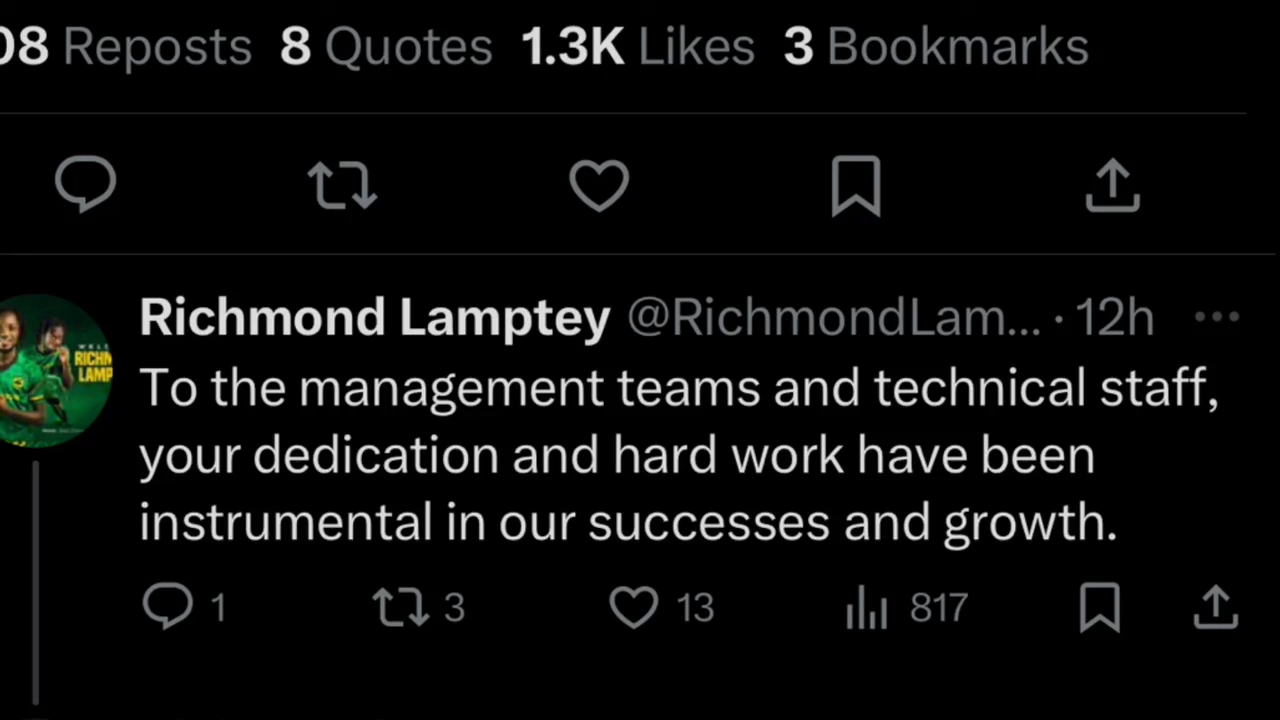 08 Reposts 8 Quotes 1.3K Likes 3 Bookmarks
Richmond Lamptey @RichmondLam... · 12h
To the management teams and technical staff,
your dedication and hard work have been
instrumental in our successes and growth.
1 3 13 817